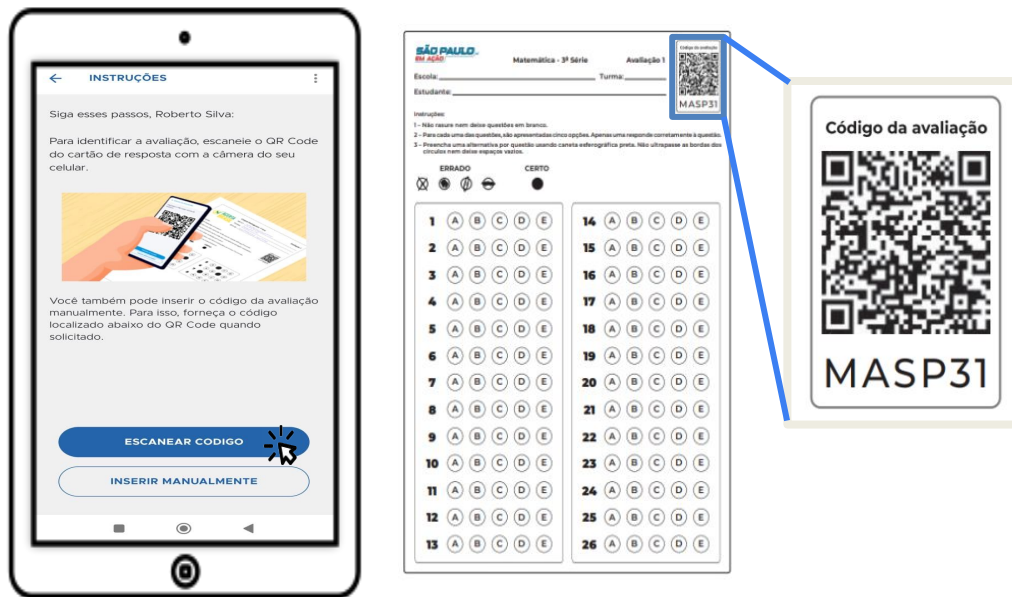 INSTRUÇÕES
Siga esses passos, Roberto Silva:
Para identificar a avaliação, escaneie o QR Code
do cartão de resposta com a câmera do seu
celular.
Você também pode inserir o código da avaliação
manualmente. Para isso, forneça o código
localizado abaixo do QR Code quando
solicitado.
ESCANEAR CODIGO
INSERIR MANUALMENTE
SÃO PAULO
EM AÇÃO
Matemática - 3ª Série
Avaliação 1
Escola:
Turma:
Estudante:
Código da avaliação
MASP31
Instruções:
1 - Não rasure nem deixe questões em branco.
2 - Para cada uma das questões, são apresentadas cinco opções. Apenas uma responde corretamente à questão.
3 - Preencha uma alternativa por questão usando caneta esferográfica preta. Não ultrapasse as bordas dos
círculos nem deixe espaços vazios.
ERRADO
CERTO
1 A B C D E
2 A B C D E
3 A B C D E
4 A B C D E
5 A B C D E
6 A B C D E
7 A B C D E
8 A B C D E
9 A B C D E
10 A B C D E
11 A B C D E
12 A B C D E
13 A B C D E
14 A B C D E
15 A B C D E
16 A B C D E
17 A B C D E
18 A B C D E
19 A B C D E
20 A B C D E
21 A B C D E
22 A B C D E
23 A B C D E
24 A B C D E
25 A B C D E
26 A B C D E
Código da avaliação
MASP31